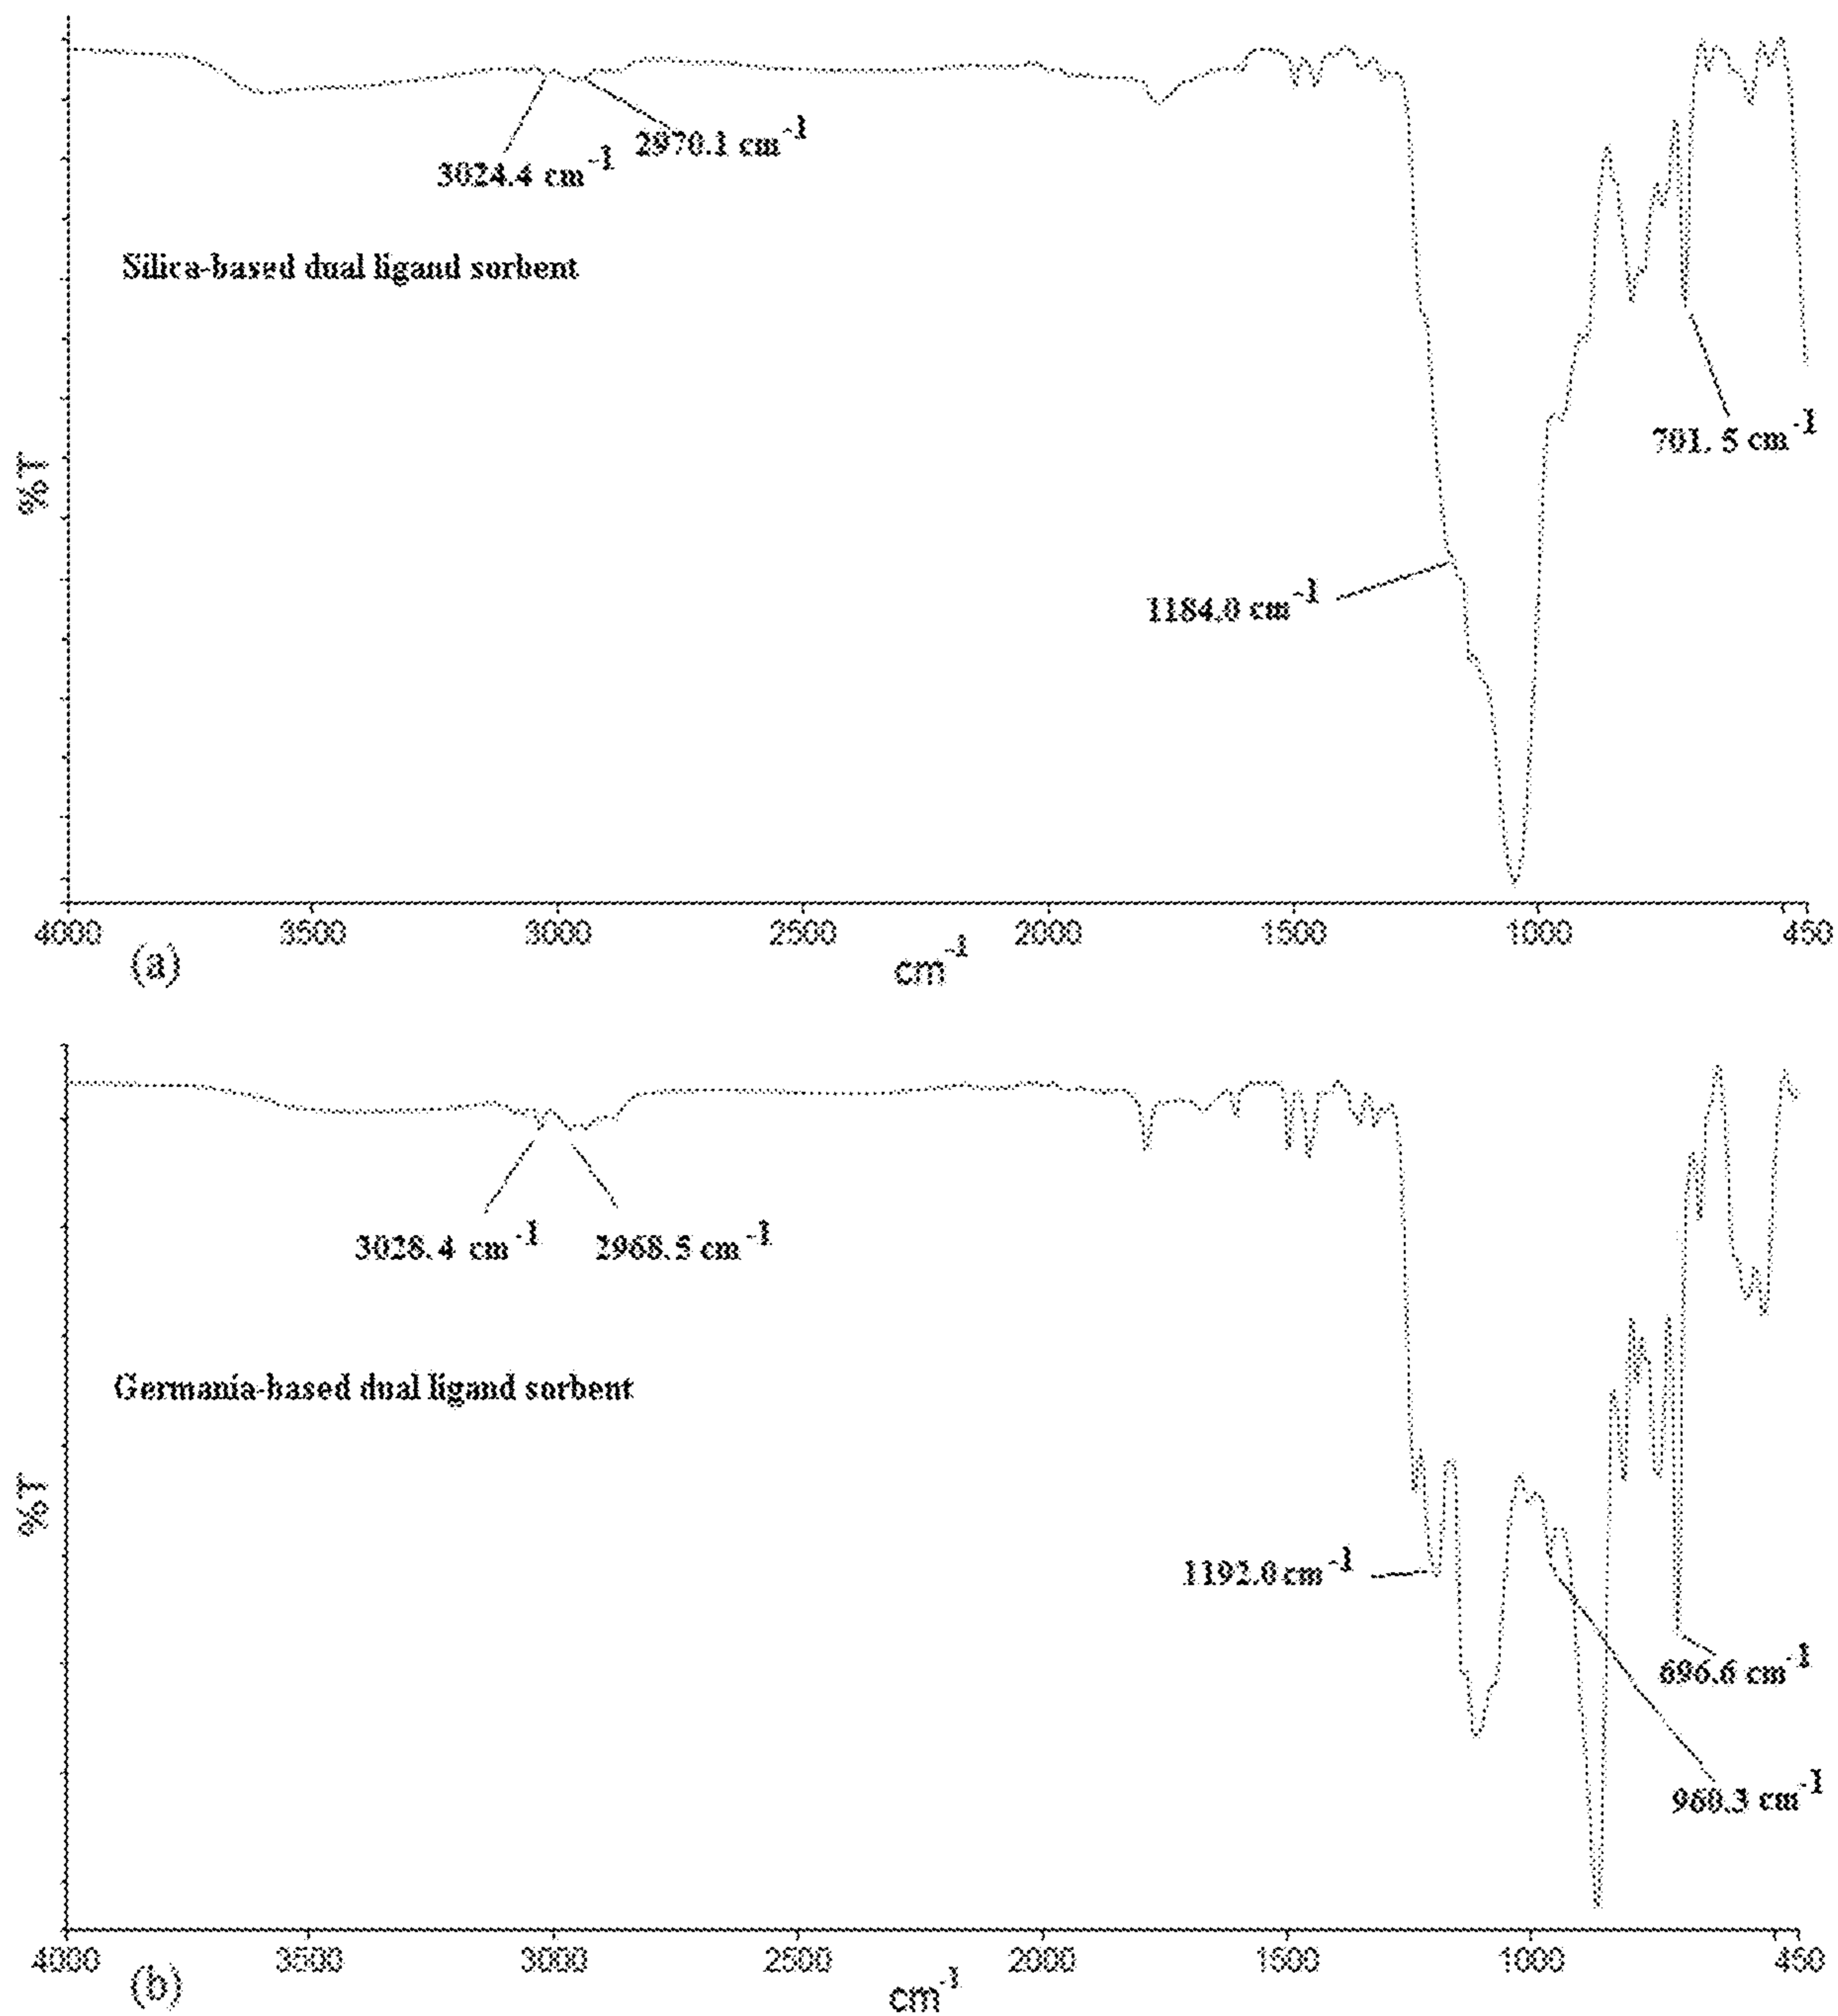 3024.4 cm-1
2970.1 cm-1
Silica-based dual ligand sorbent
701. 5 cm-1
%T
1184.0 cm-1
4000 3500 3000 2500 2000 1500 1000 450
(a)
cm-1
3028.4 cm-1
2968.5 cm-1
Germania-based dual ligand sorbent
%T
1192.0 cm-1
696.6 cm-1
960.3 cm-1
4000 3500 3000 2500 2000 1500 1000 450
(b)
cm-1